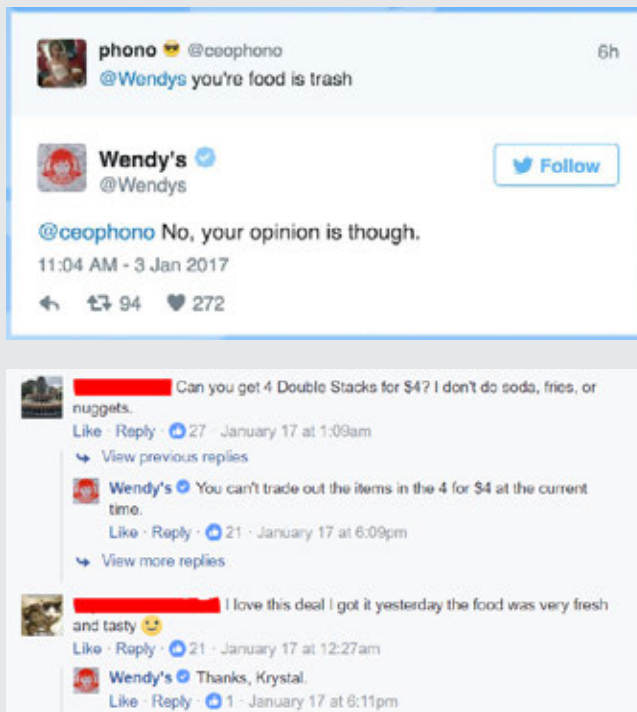 phono 😎 @ceophono 6h
@Wendys you're food is trash
Wendy's
@Wendys
Follow
@ceophono No, your opinion is though.
11:04 AM - 3 Jan 2017
94 272
Can you get 4 Double Stacks for $4? I don't do soda, fries, or
nuggets.
Like · Reply · 27 · January 17 at 1:09am
View previous replies
Wendy's You can't trade out the items in the 4 for $4 at the current
time.
Like · Reply · 21 · January 17 at 6:09pm
View more replies
I love this deal I got it yesterday the food was very fresh
and tasty 🙂
Like · Reply · 21 · January 17 at 12:27am
Wendy's Thanks, Krystal.
Like · Reply · 1 · January 17 at 6:11pm